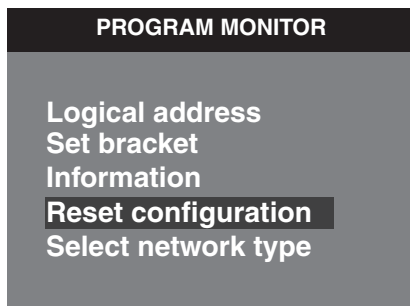 PROGRAM MONITOR
Logical address
Set bracket
Information
Reset configuration
Select network type